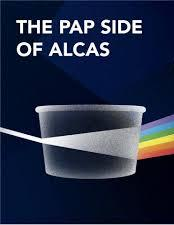 THE PAP SIDE
OF ALCAS